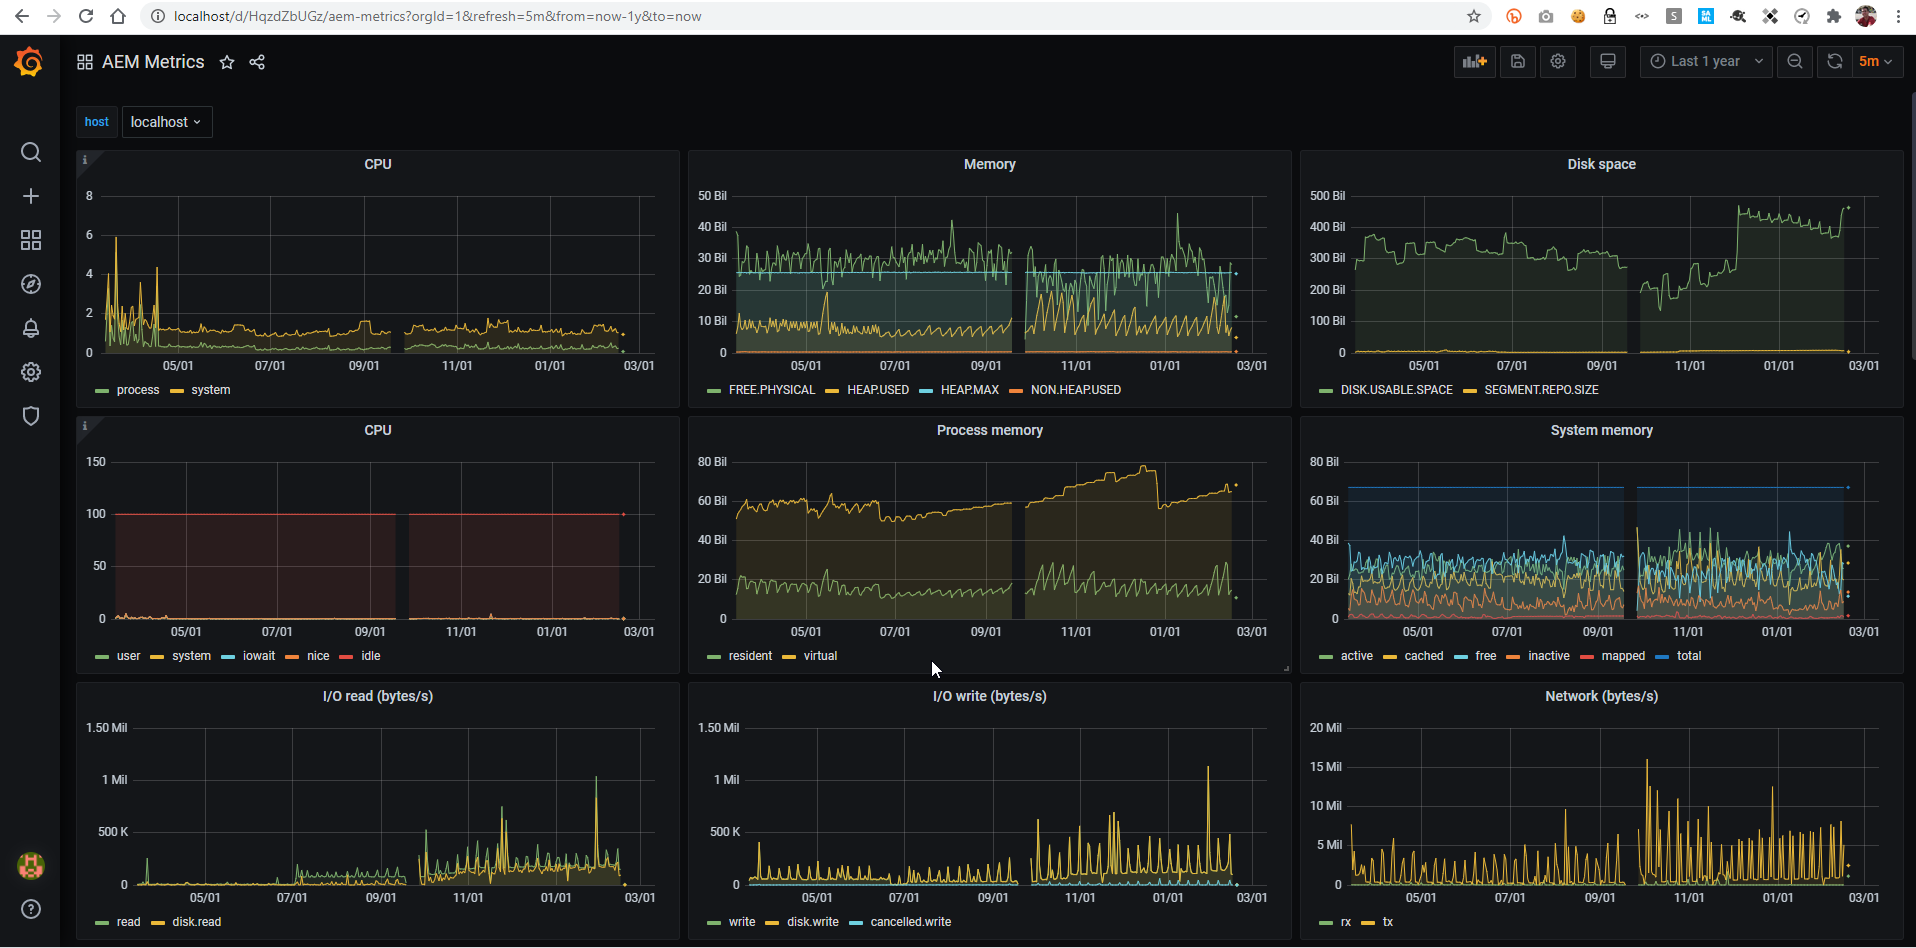 localhost/d/HqzdZbUGz/aem-metrics?orgId=1&refresh=5m&from=now-1y&to=now
AEM Metrics
Last 1 year
5m
host
localhost
CPU
8
6
4
2
0
05/01 07/01 09/01 11/01 01/01 03/01
process system
Memory
50 Bil
40 Bil
30 Bil
20 Bil
10 Bil
0
05/01 07/01 09/01 11/01 01/01 03/01
FREE.PHYSICAL HEAP.USED HEAP.MAX NON.HEAP.USED
Disk space
500 Bil
400 Bil
300 Bil
200 Bil
100 Bil
0
05/01 07/01 09/01 11/01 01/01 03/01
DISK.USABLE.SPACE SEGMENT.REPO.SIZE
CPU
150
100
50
0
05/01 07/01 09/01 11/01 01/01 03/01
user system iowait nice idle
Process memory
80 Bil
60 Bil
40 Bil
20 Bil
0
05/01 07/01 09/01 11/01 01/01 03/01
resident virtual
System memory
80 Bil
60 Bil
40 Bil
20 Bil
0
05/01 07/01 09/01 11/01 01/01 03/01
active cached free inactive mapped total
I/O read (bytes/s)
1.50 Mil
1 Mil
500 K
0
05/01 07/01 09/01 11/01 01/01 03/01
read disk.read
I/O write (bytes/s)
1.50 Mil
1 Mil
500 K
0
05/01 07/01 09/01 11/01 01/01 03/01
write disk.write cancelled.write
Network (bytes/s)
20 Mil
15 Mil
10 Mil
5 Mil
0
05/01 07/01 09/01 11/01 01/01 03/01
rx tx